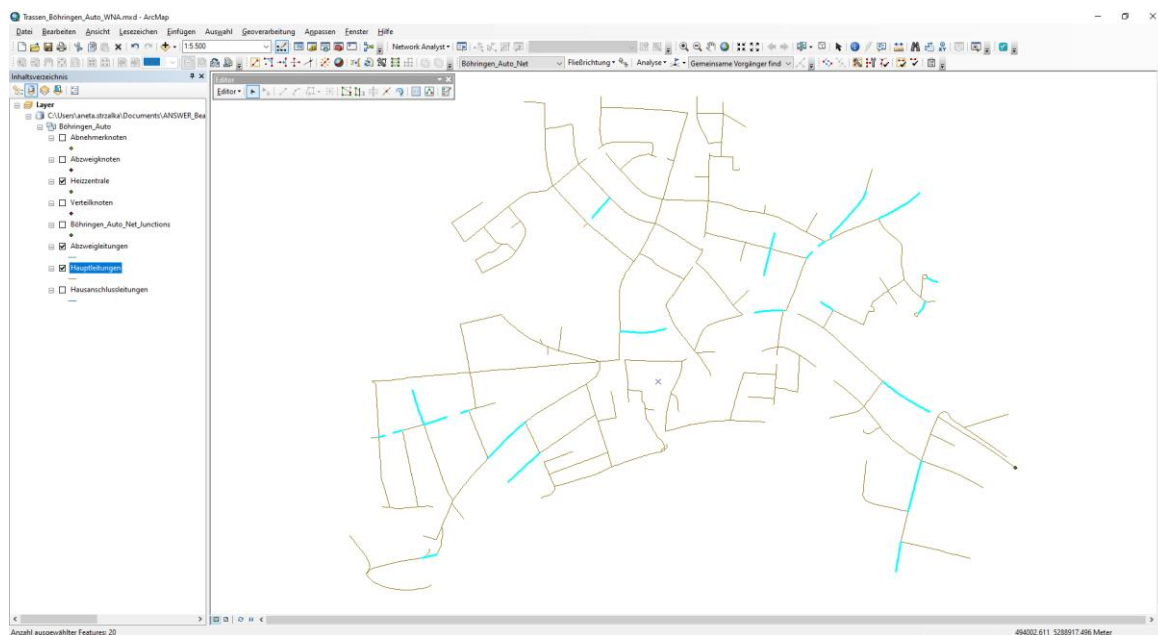 Trassen_Böhringen_Auto_WNA.mxd - ArcMap
Datei Bearbeiten Ansicht Lesezeichen Einfügen Auswahl Geoverarbeitung Anpassen Fenster Hilfe
1:5.500 Network Analyst
Böhringen_Auto_Net Fließrichtung Analyse Gemeinsame Vorgänger find
Inhaltsverzeichnis
Editor
Editor
Layer
C:\Users\aneta.strzalka\Documents\ANSWER_Bea
Böhringen_Auto
Abnehmerknoten
Abzweigknoten
Heizzentrale
Verteilknoten
Böhringen_Auto_Net_Junctions
Abzweigleitungen
Hauptleitungen
Hausanschlussleitungen
Anzahl ausgewählter Features: 20
494002,611 5288917,496 Meter